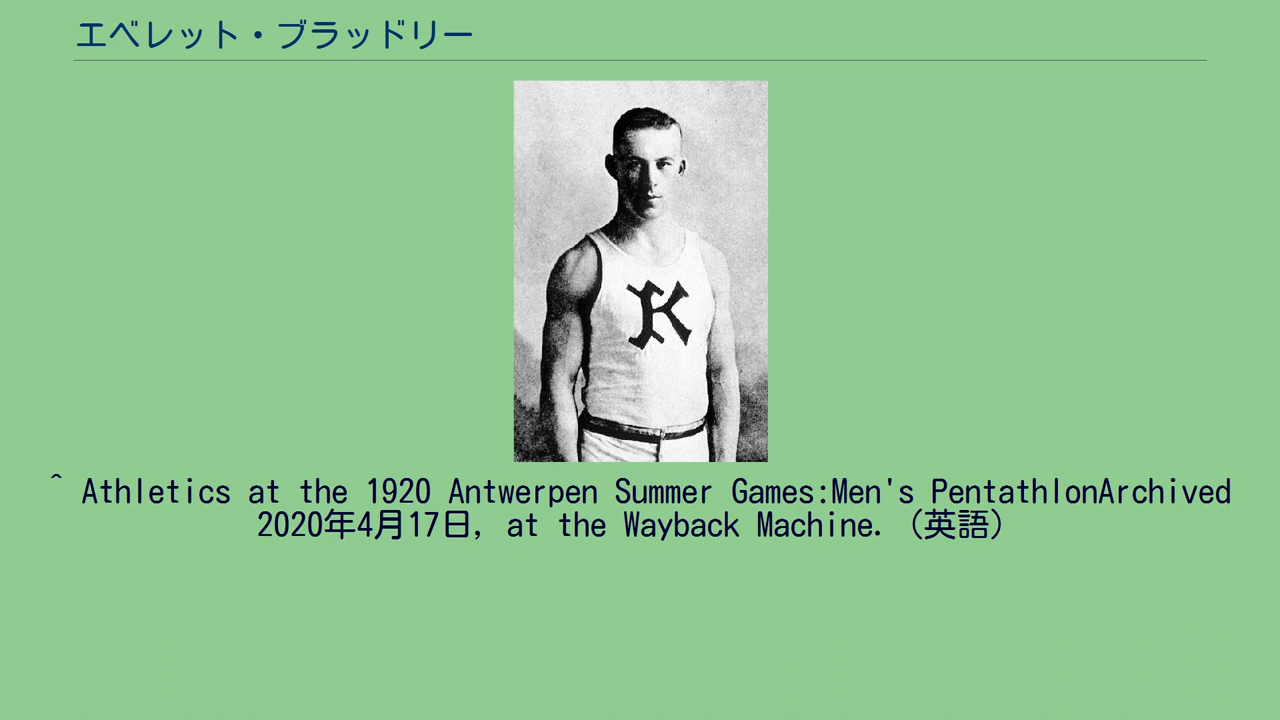 エベレット・ブラッドリー
K
^ Athletics at the 1920 Antwerpen Summer Games:Men's PentathlonArchived
2020年4月17日, at the Wayback Machine. (英語)